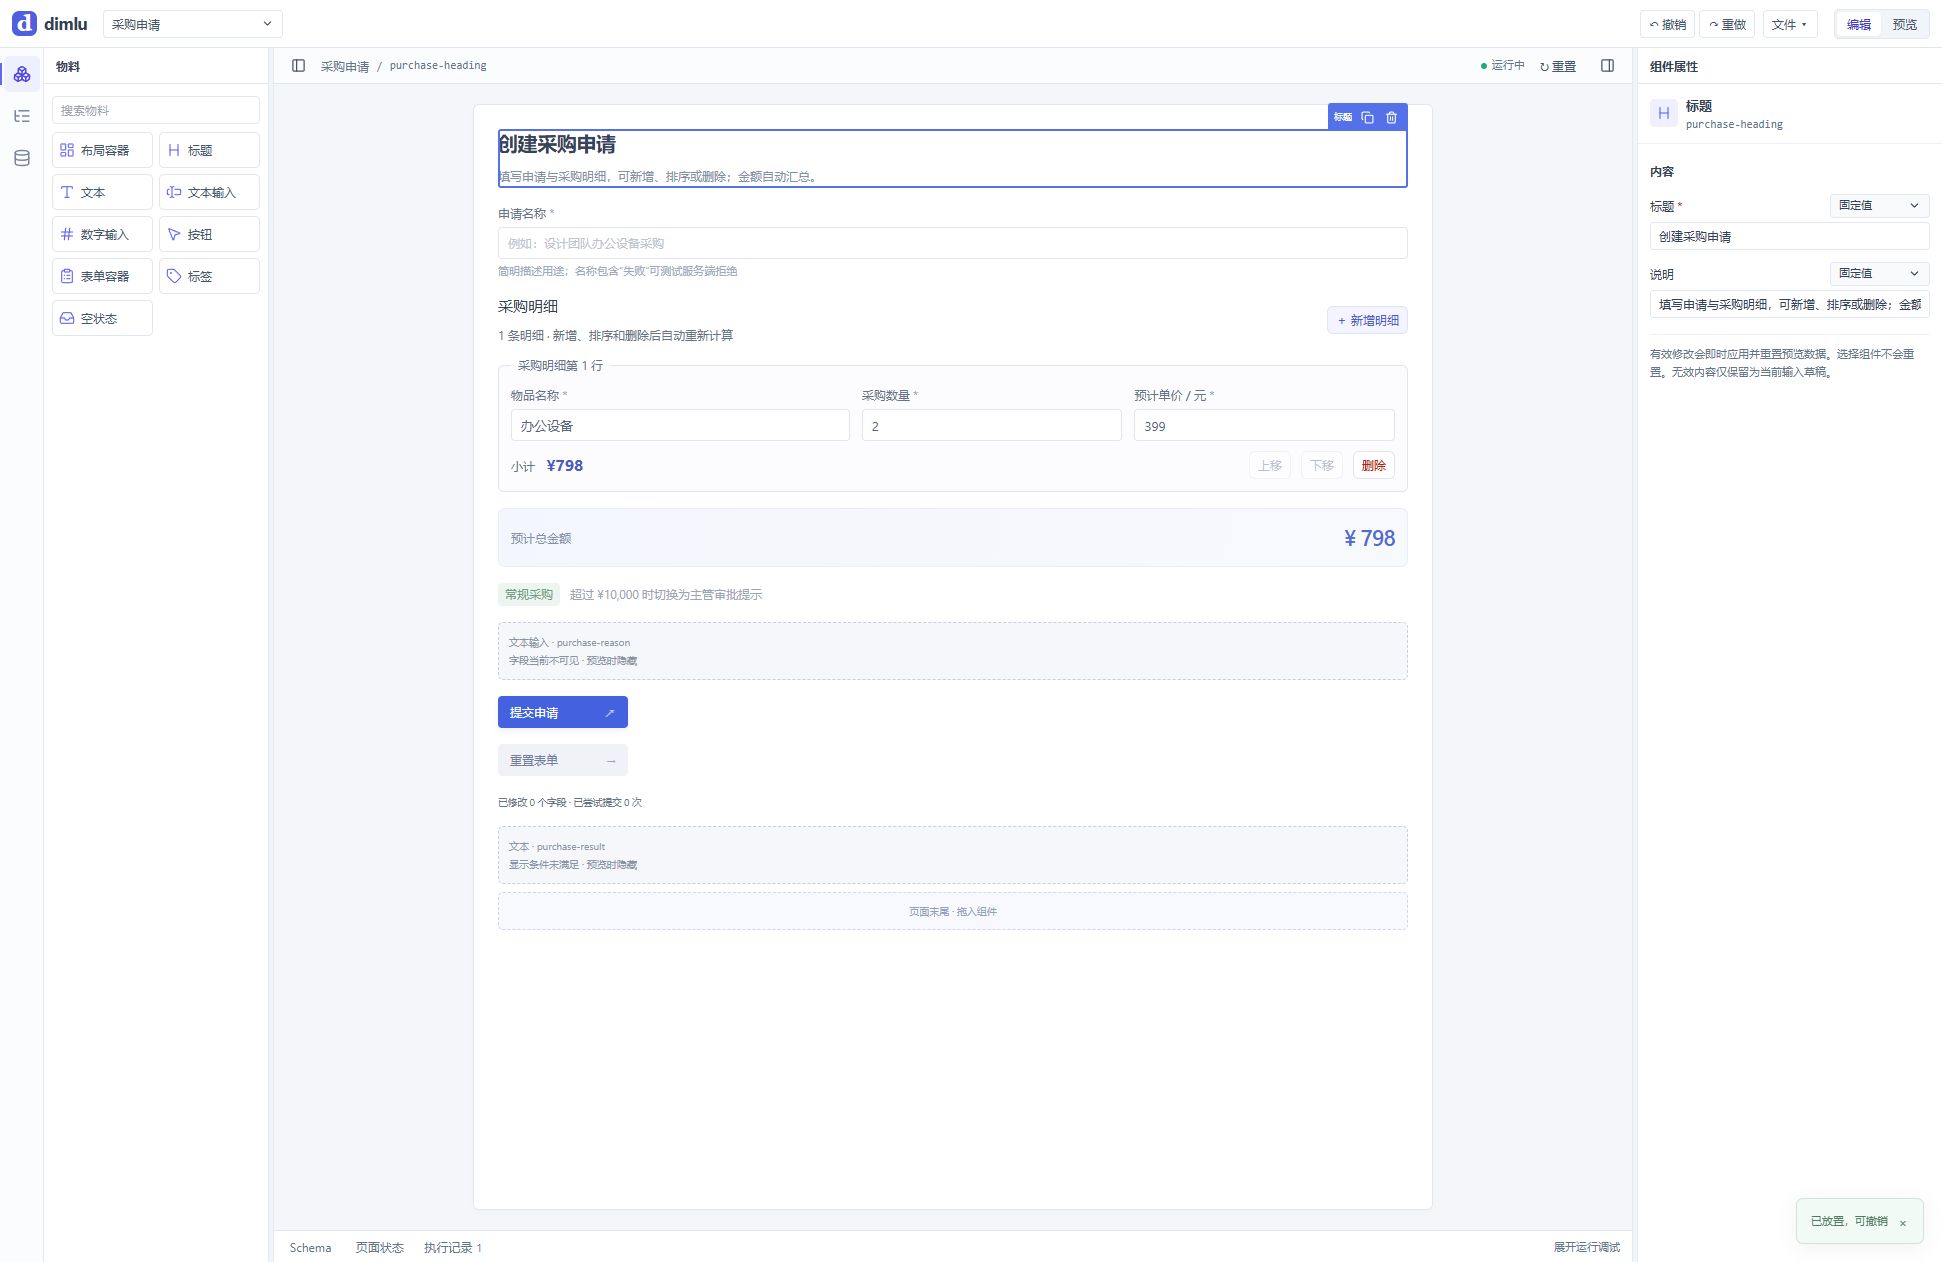 dimlu
采购申请
撤销
重做
文件
编辑
预览
物料
搜索物料
布局容器
标题
文本
文本输入
数字输入
按钮
表单容器
标签
空状态
采购申请 / purchase-heading
运行中
重置
标题
创建采购申请
填写申请与采购明细，可新增、排序或删除；金额自动汇总。
申请名称 *
例如：设计团队办公设备采购
简明描述用途；名称包含“失败”可测试服务端拒绝
采购明细
1 条明细 · 新增、排序和删除后自动重新计算
+ 新增明细
采购明细第 1 行
物品名称 *
采购数量 *
预计单价 / 元 *
办公设备
2
399
小计 ¥798
上移
下移
删除
预计总金额
¥ 798
常规采购
超过 ¥10,000 时切换为主管审批提示
文本输入 · purchase-reason
字段当前不可见 · 预览时隐藏
提交申请 ↗
重置表单 →
已修改 0 个字段 · 已尝试提交 0 次
文本 · purchase-result
显示条件未满足 · 预览时隐藏
页面末尾 · 拖入组件
Schema
页面状态
执行记录 1
展开运行调试
组件属性
H
标题
purchase-heading
内容
标题 *
固定值
创建采购申请
说明
固定值
填写申请与采购明细，可新增、排序或删除；金额
有效修改会即时应用并重置预览数据。选择组件不会重
置。无效内容仅保留为当前输入草稿。
已放置，可撤销 ×